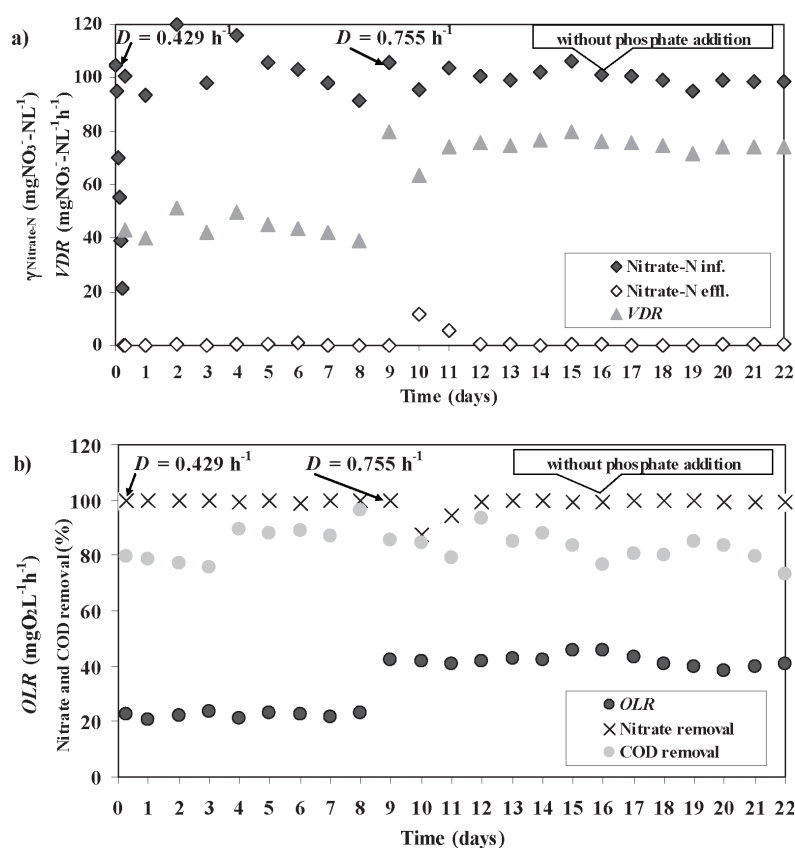 a)
120
100
80
60
40
20
0
γNitrate-N (mgNO₃⁻-NL⁻¹)
VDR (mgNO₃⁻-NL⁻¹h⁻¹)
D = 0.429 h⁻¹
D = 0.755 h⁻¹
without phosphate addition
Nitrate-N inf.
Nitrate-N effl.
VDR
0 1 2 3 4 5 6 7 8 9 10 11 12 13 14 15 16 17 18 19 20 21 22
Time (days)
b)
120
100
80
60
40
20
0
OLR (mgO₂L⁻¹h⁻¹)
Nitrate and COD removal (%)
D = 0.429 h⁻¹
D = 0.755 h⁻¹
without phosphate addition
OLR
Nitrate removal
COD removal
0 1 2 3 4 5 6 7 8 9 10 11 12 13 14 15 16 17 18 19 20 21 22
Time (days)